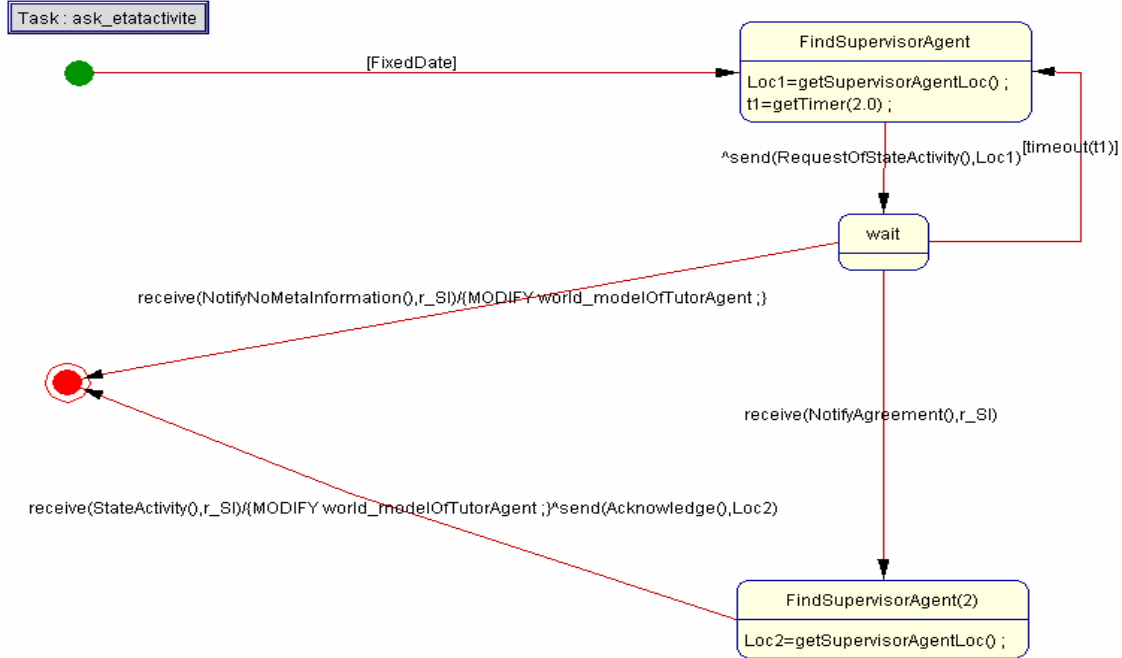 Task : ask_etatactivite
FindSupervisorAgent
[FixedDate]
Loc1=getSupervisorAgentLoc() ;
t1=getTimer(2.0) ;
^send(RequestOfStateActivity(),Loc1)
[timeout(t1)]
wait
receive(NotifyNoMetaInformation(),r_SI)/{MODIFY world_modelOfTutorAgent ;}
receive(NotifyAgreement(),r_SI)
receive(StateActivity(),r_SI)/{MODIFY world_modelOfTutorAgent ;}^send(Acknowledge(),Loc2)
FindSupervisorAgent(2)
Loc2=getSupervisorAgentLoc() ;